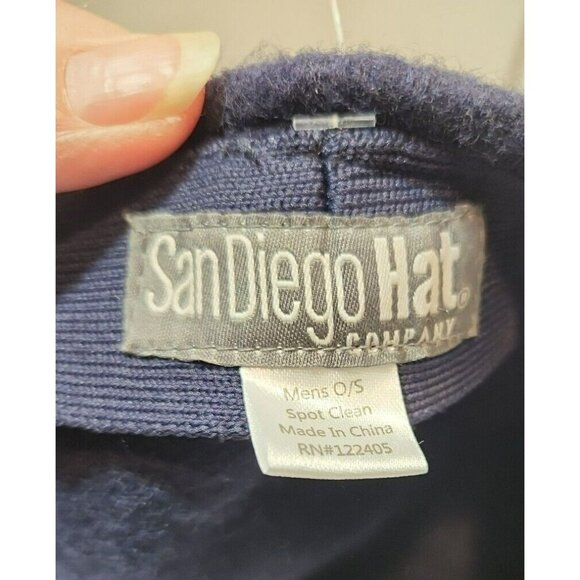 San Diego Hat®
COMPANY
Mens O/S
Spot Clean
Made In China
RN#122405